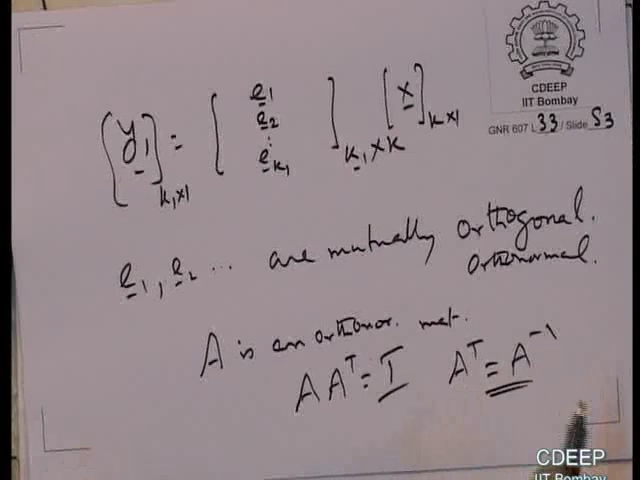 CDEEP
IIT Bombay
GNR 607 L 33 / Slide S3
[y1]k1×1 = [e1 e2 : ek1]k1×k [x]k×1
e1, e2 ... are mutually orthogonal.
orthonormal.
A is an orthonor. mat.
AA^T = I A^T = A^-1
CDEEP
IIT Bombay